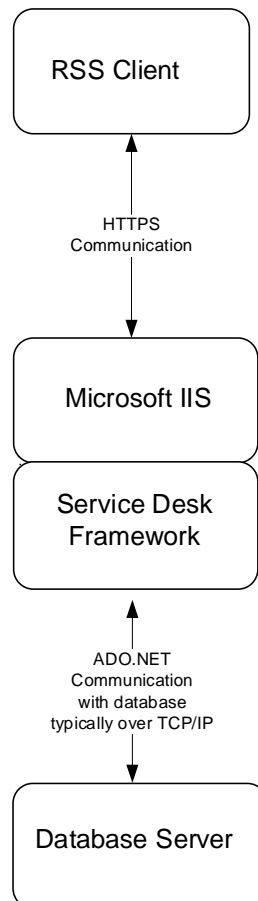 RSS Client
HTTPS
Communication
Microsoft IIS
Service Desk
Framework
ADO.NET
Communication
with database
typically over TCP/IP
Database Server